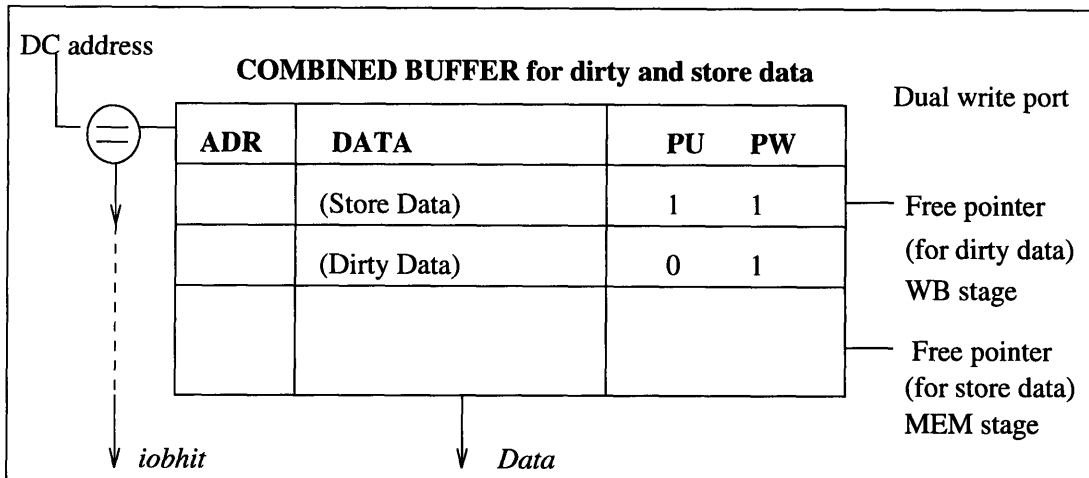 DC address
COMBINED BUFFER for dirty and store data
Dual write port
ADR DATA PU PW
(Store Data) 1 1
Free pointer
(for dirty data)
WB stage
(Dirty Data) 0 1
Free pointer
(for store data)
MEM stage
iobhit
Data